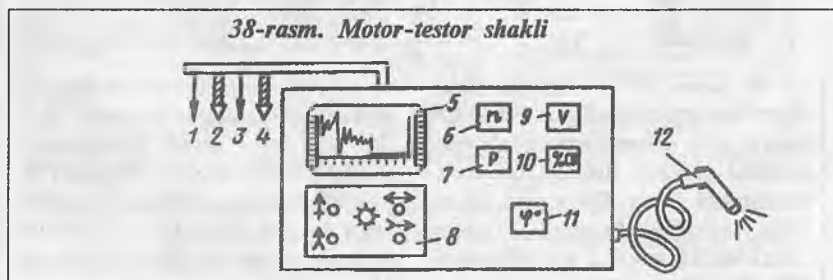 38-rasm. Motor-testor shakli
1 2 3 4
5
6 n 9 V
7 P 10 %CO
12
φ° 11
8